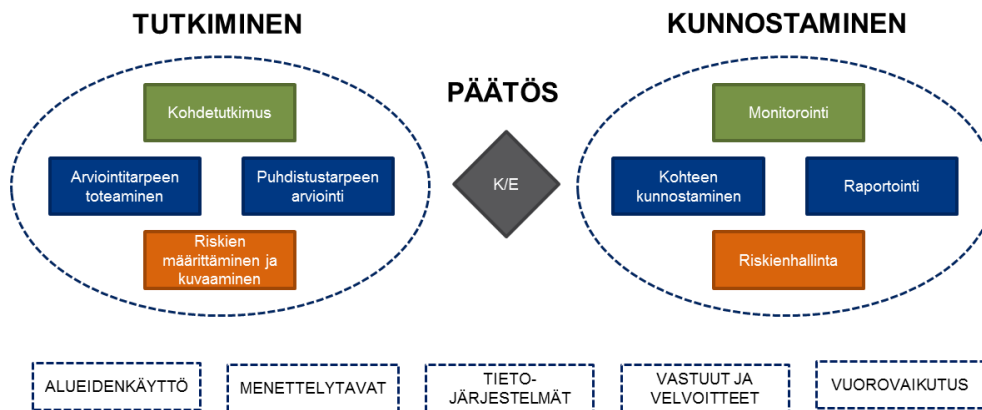 TUTKIMINEN
KUNNOSTAMINEN
PÄÄTÖS
Kohdetutkimus
Arviointitarpeen
toteaminen
Puhdistustarpeen
arviointi
Riskien
määrittäminen ja
kuvaaminen
K/E
Monitorointi
Kohteen
kunnostaminen
Raportointi
Riskienhallinta
ALUEIDENKÄYTTÖ
MENETTELYTAVAT
TIETO-
JÄRJESTELMÄT
VASTUUT JA
VELVOITTEET
VUOROVAIKUTUS